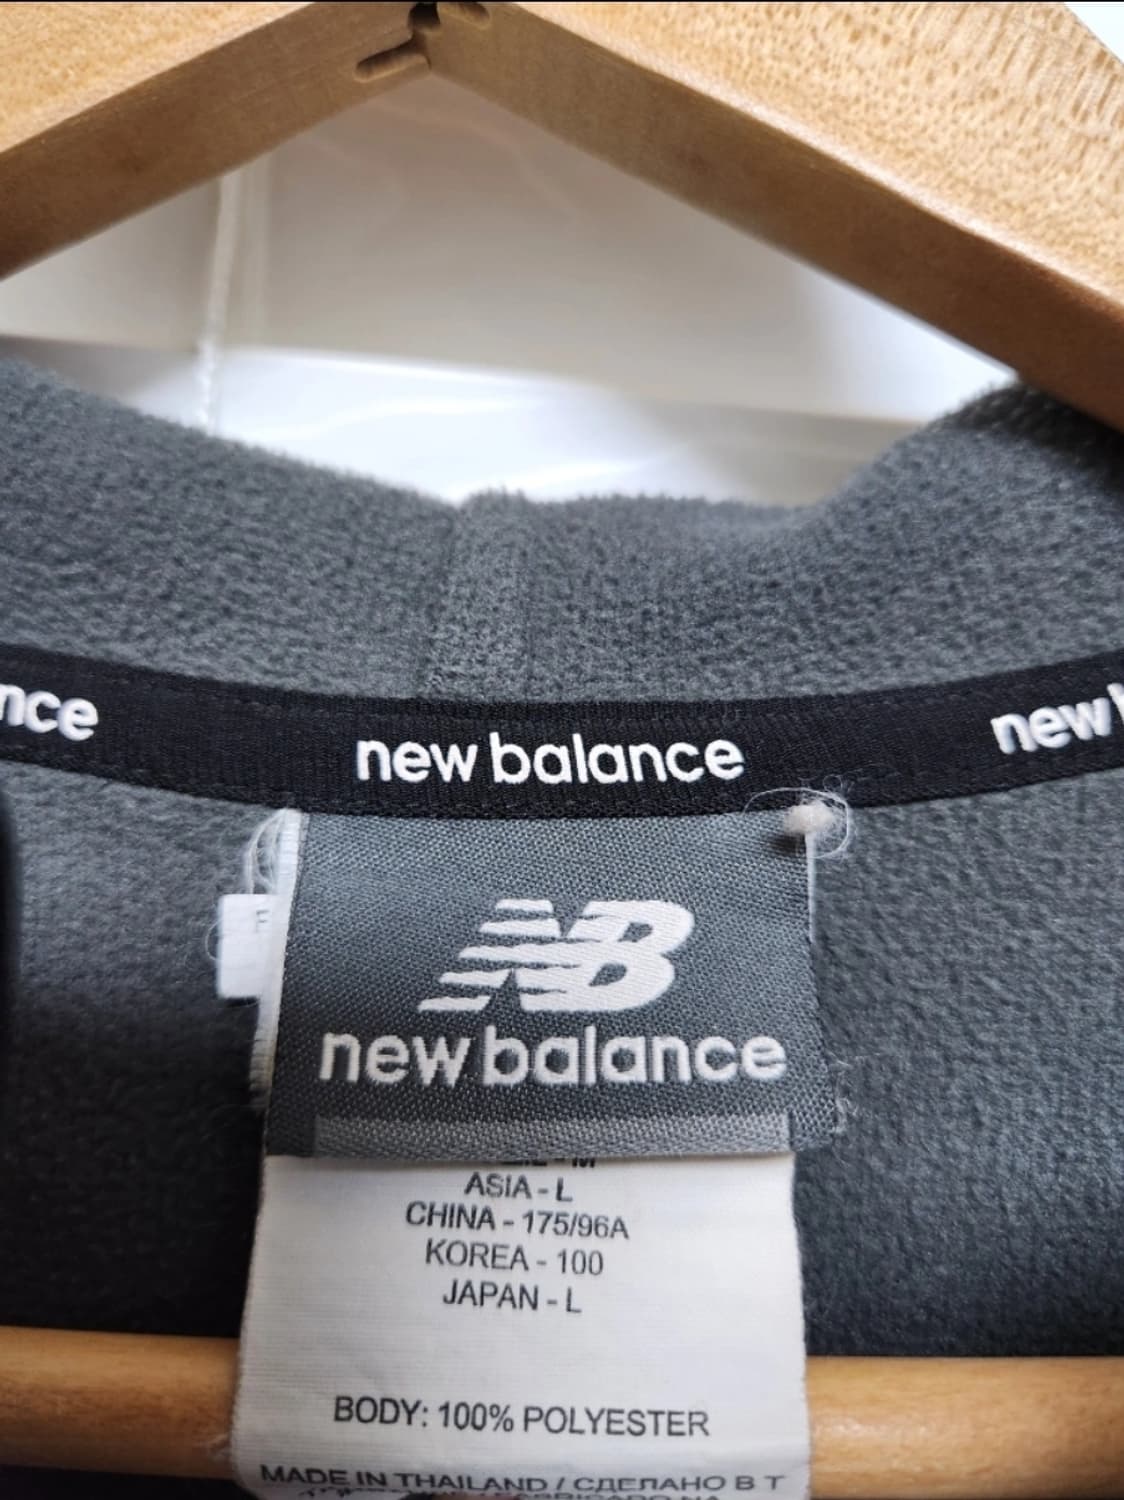 nce new balance new
F
NB
new balance
M
ASIA - L
CHINA - 175/96A
KOREA - 100
JAPAN - L
BODY: 100% POLYESTER
MADE IN THAILAND / СДЕЛАНО В Т